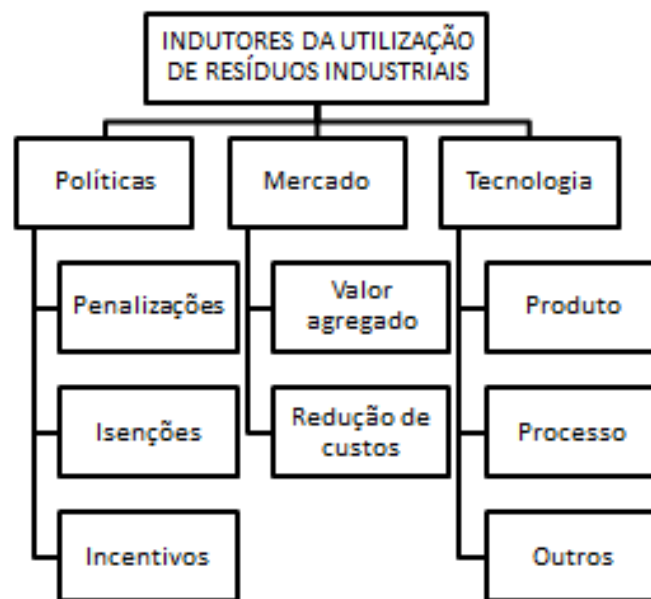 INDUTORES DA UTILIZAÇÃO
DE RESÍDUOS INDUSTRIAIS
Políticas
Penalizações
Isenções
Incentivos
Mercado
Valor
agregado
Redução de
custos
Tecnologia
Produto
Processo
Outros